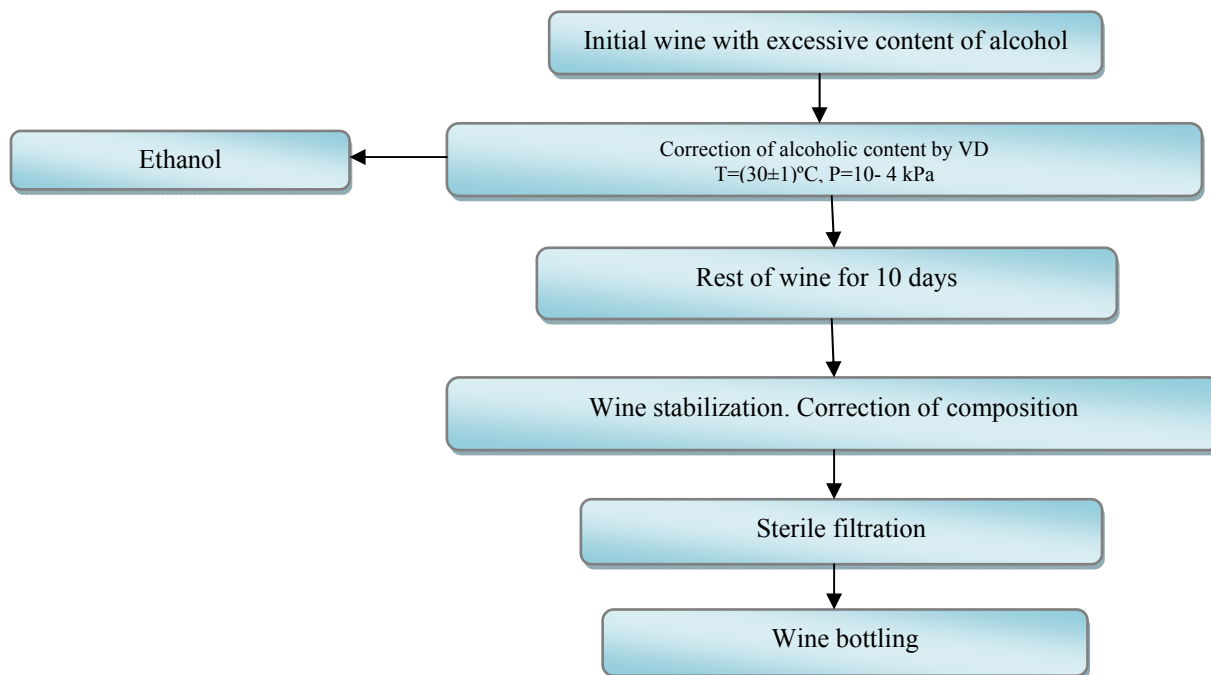 Initial wine with excessive content of alcohol
Ethanol
Correction of alcoholic content by VD
T=(30±1)ºC, P=10- 4 kPa
Rest of wine for 10 days
Wine stabilization. Correction of composition
Sterile filtration
Wine bottling